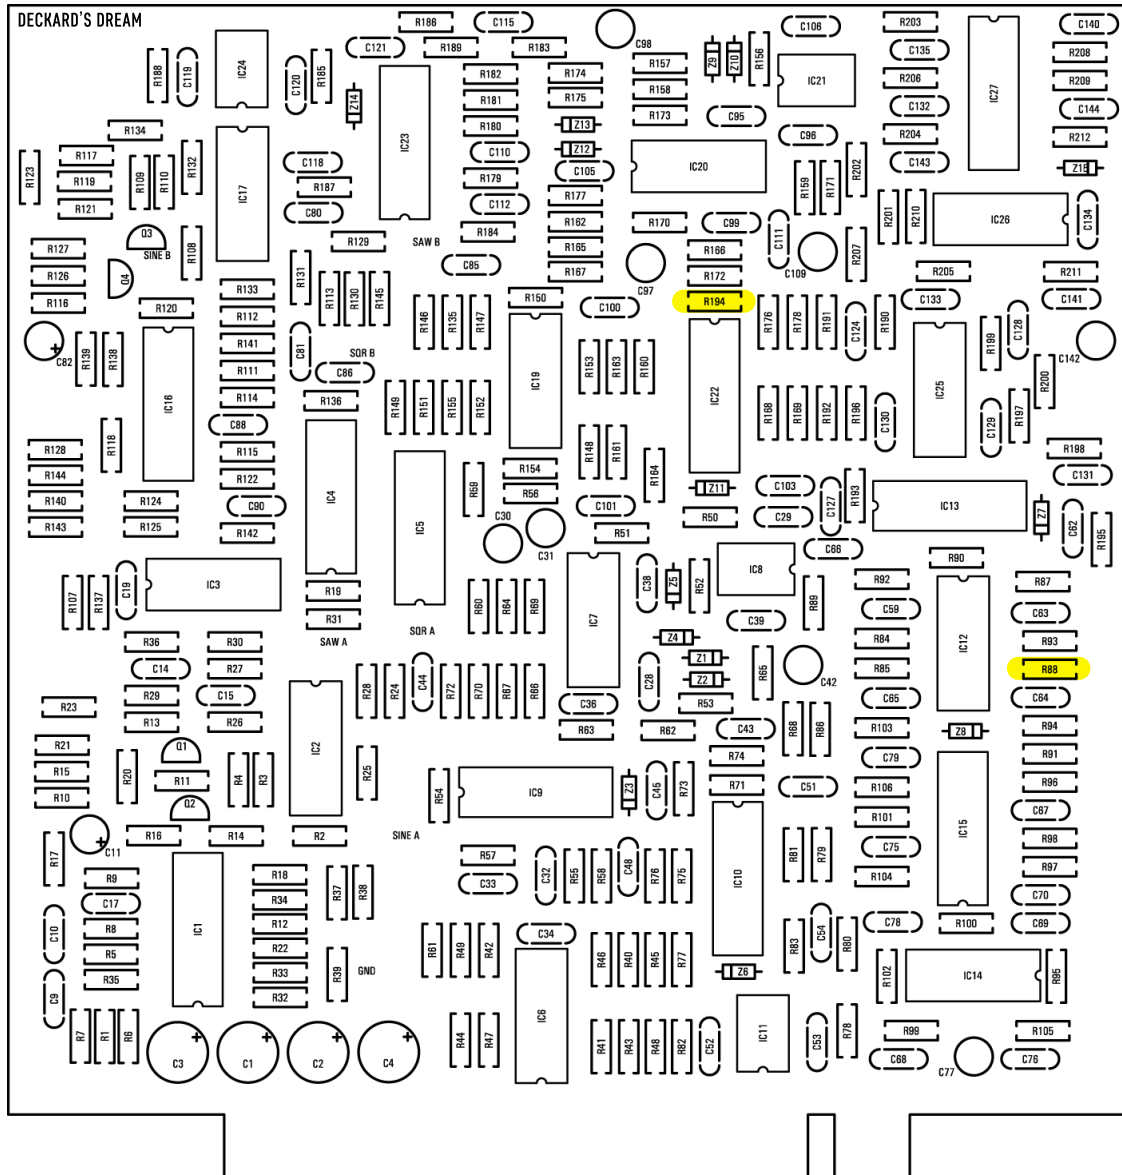 DECKARD'S DREAM
R186
C115
C106
R203
C140
C121
R189
R183
C98
Z9
Z10
R156
C135
R208
R188
C119
IC24
C120
R185
R182
R174
R157
IC21
R206
IC27
R209
Z14
IC23
R181
R175
R158
C132
C144
R134
R180
Z13
R173
C95
C96
R204
R212
R117
R123
R109
R110
R132
IC17
C118
C110
Z12
IC20
C143
Z15
R119
R187
R179
C105
R159
R171
R202
R121
C80
C112
R177
R201
R210
IC26
C134
Q3
SINE B
R108
R129
SAW B
R184
R162
R170
C99
C111
R127
R165
R166
C109
R207
R126
Q4
R131
C85
R167
C97
R172
R205
R211
R116
R120
R133
R113
R130
R145
R150
C100
R194
C133
C141
R112
R146
R135
R147
R176
R178
R191
C124
R190
C82
R139
R138
IC16
R141
C81
SQR B
IC19
R153
R163
R160
IC22
IC25
R199
C128
C142
R111
C86
R200
R114
R136
R149
R151
R155
R152
R168
R169
R192
R196
C130
C129
R197
C88
R118
R128
R115
R148
R161
R198
R144
R122
IC4
IC5
R59
R154
R164
C103
C131
R140
R124
R56
Z11
C127
R193
IC13
Z7
C62
R195
R143
R125
C90
C30
C31
C101
R50
C29
R142
R51
C66
IC3
IC7
C38
Z5
R52
IC8
R90
R107
R137
C19
R19
R60
R64
R69
R89
R92
IC12
R87
R31
C39
C59
C63
R36
R30
SAW A
SQR A
Z4
R84
R93
C14
R27
Z1
R65
C42
R85
R88
R29
C15
R28
R24
C44
R72
R70
R67
R66
C28
Z2
C65
C64
R23
R13
R26
IC2
C36
R53
R68
R86
R21
Q1
R63
R62
C43
R103
Z8
R94
R15
R20
R11
R4
R3
R25
R74
C79
R91
R10
R54
IC9
Z3
C45
R73
R71
C51
R106
IC15
R96
Q2
C11
R16
R14
R2
SINE A
IC10
R101
C67
R17
R57
R81
R79
C75
R98
R9
R18
R37
R38
C33
C32
R55
R58
C48
R76
R75
R104
R97
C17
R34
C70
C10
R8
IC1
R12
R61
R49
R42
C34
R83
C54
R80
C78
R100
C69
R5
R22
R39
GND
R46
R40
R45
R77
R35
R33
Z6
R102
IC14
R95
C9
R32
IC6
IC11
R7
R1
R6
R44
R47
R41
R43
R48
R82
C52
C53
R78
R99
R105
C3
C1
C2
C4
C68
C77
C76